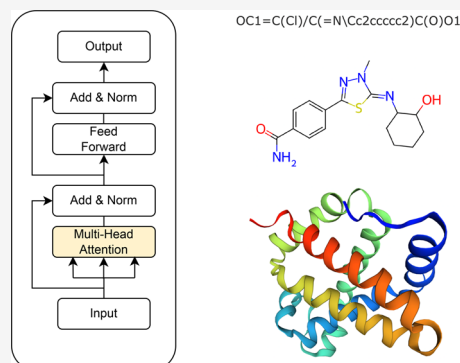 Output
Add & Norm
Feed
Forward
Add & Norm
Multi-Head
Attention
Input
OC1=C(Cl)/C(=N\Cc2ccccc2)C(O)O1
N
N
S
N
OH
O
NH2